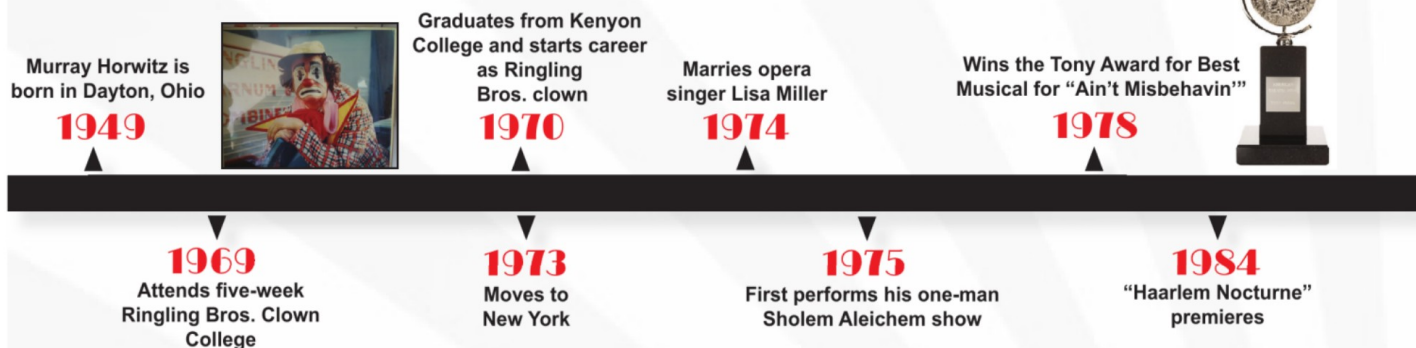 Murray Horwitz is
born in Dayton, Ohio
1949
Attends five-week
Ringling Bros. Clown
College
1969
Graduates from Kenyon
College and starts career
as Ringling
Bros. clown
1970
1973
Moves to
New York
Marries opera
singer Lisa Miller
1974
1975
First performs his one-man
Sholem Aleichem show
Wins the Tony Award for Best
Musical for “Ain’t Misbehavin’”
1978
1984
“Haarlem Nocturne”
premieres